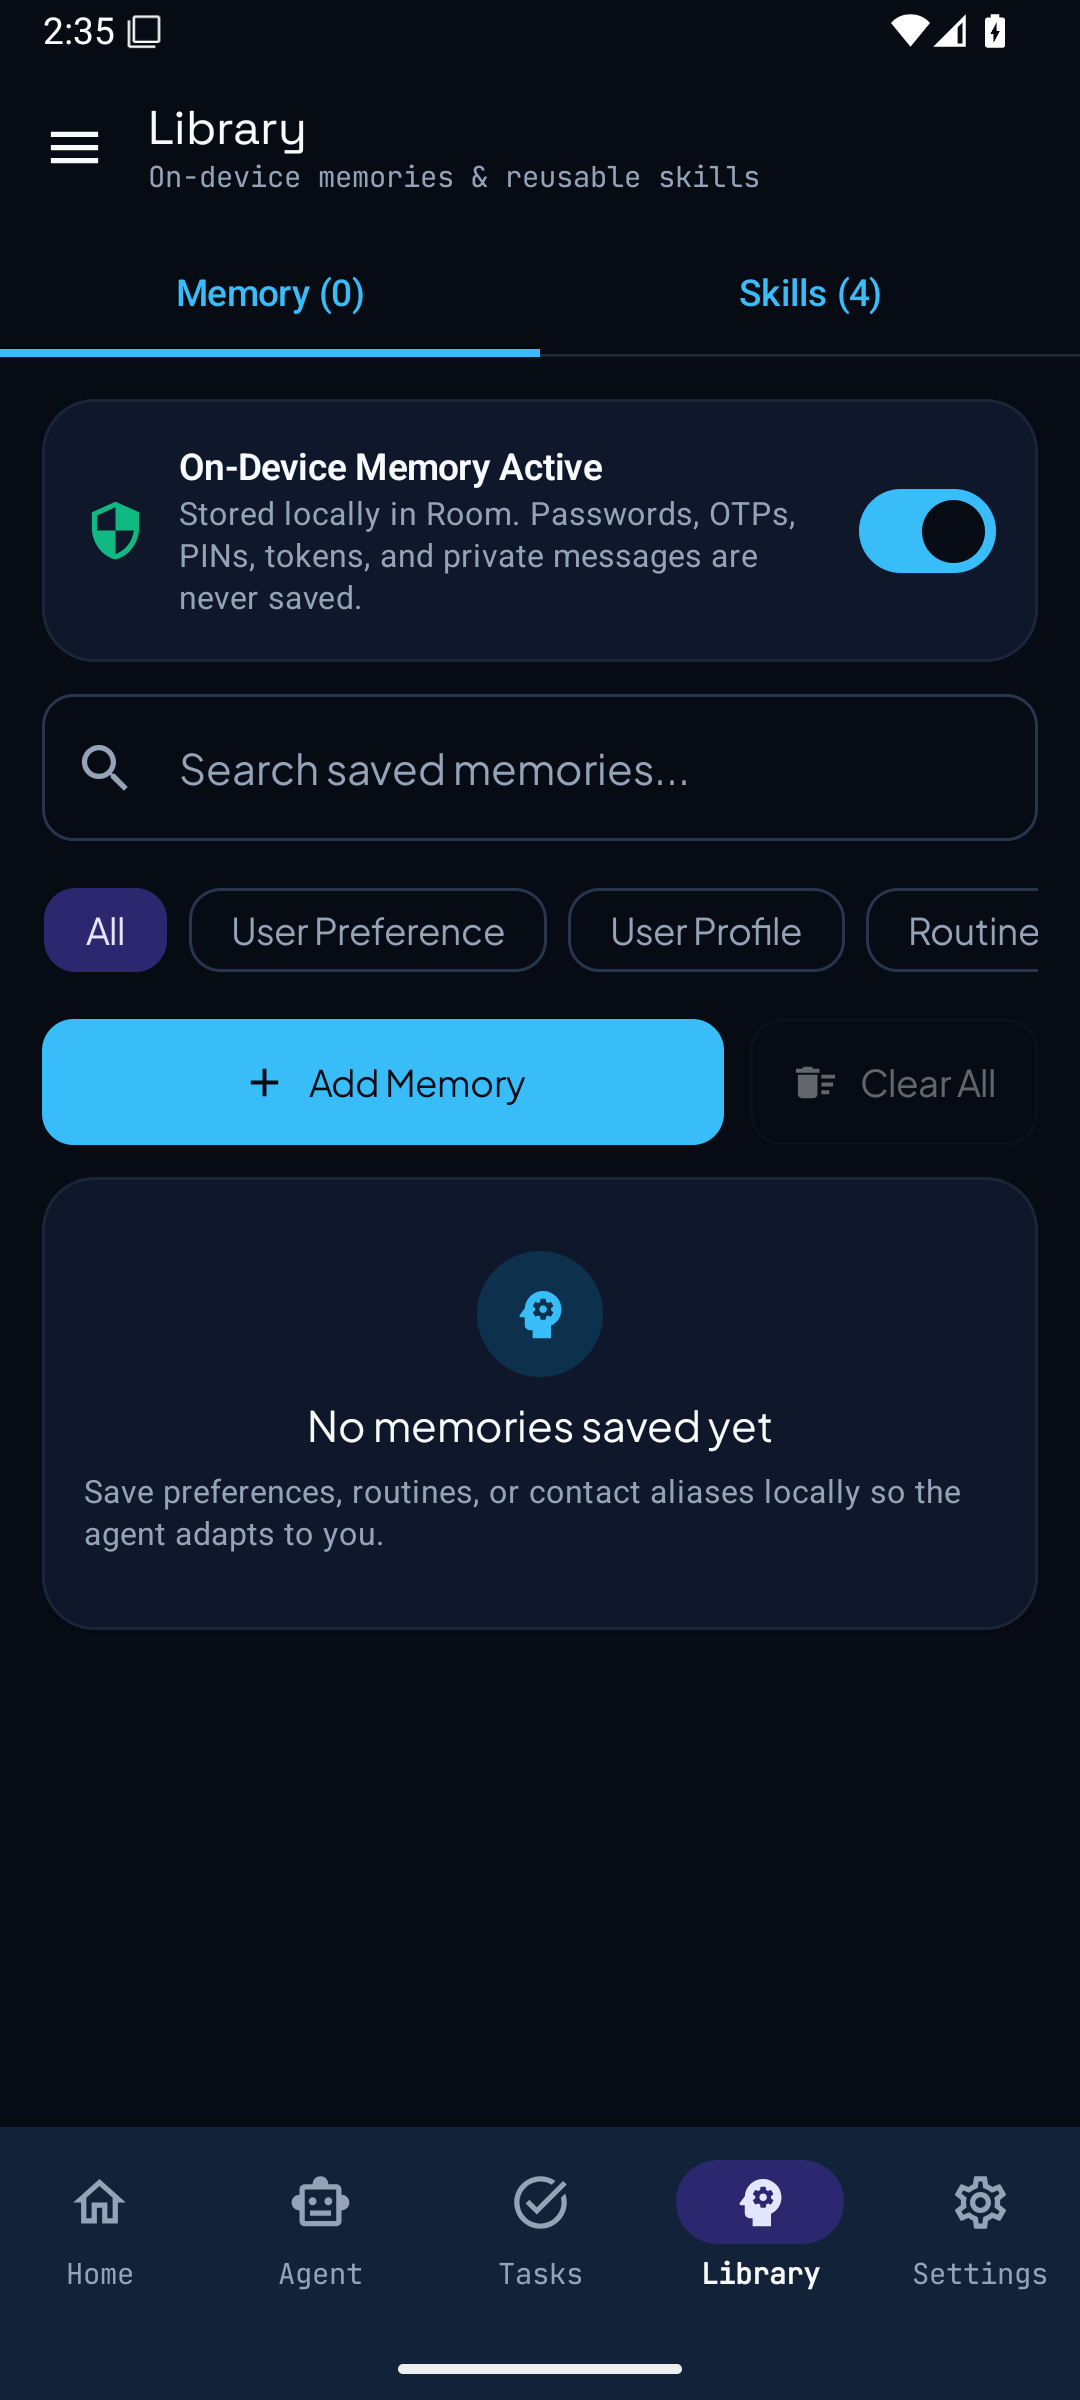 2:35
Library
On-device memories & reusable skills
Memory (0)
Skills (4)
On-Device Memory Active
Stored locally in Room. Passwords, OTPs,
PINs, tokens, and private messages are
never saved.
Search saved memories...
All
User Preference
User Profile
Routine
Add Memory
Clear All
No memories saved yet
Save preferences, routines, or contact aliases locally so the
agent adapts to you.
Home
Agent
Tasks
Library
Settings